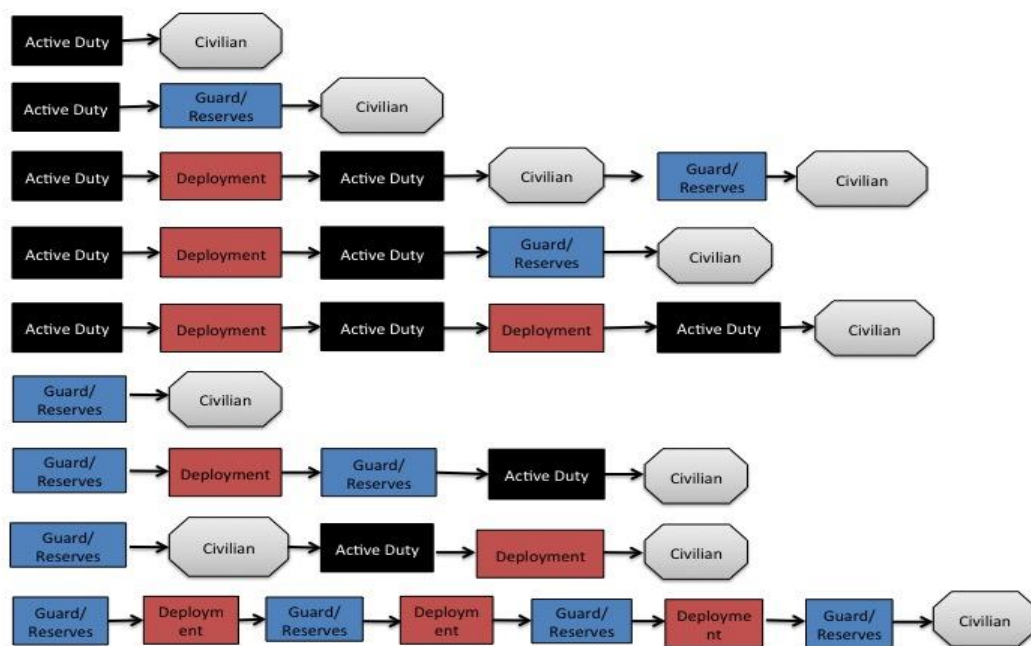 Active Duty Civilian
Active Duty Guard/ Civilian
Reserves
Active Duty Deployment Active Duty Civilian Guard/ Civilian
Reserves
Active Duty Deployment Active Duty Guard/ Civilian
Reserves
Active Duty Deployment Active Duty Deployment Active Duty Civilian
Guard/ Civilian
Reserves
Guard/ Deployment Guard/ Active Duty Civilian
Reserves Reserves
Guard/ Civilian Active Duty Deployment Civilian
Reserves
Guard/ Deploym Guard/ Deploym Guard/ Deployme Guard/ Civilian
Reserves ent Reserves ent Reserves nt Reserves